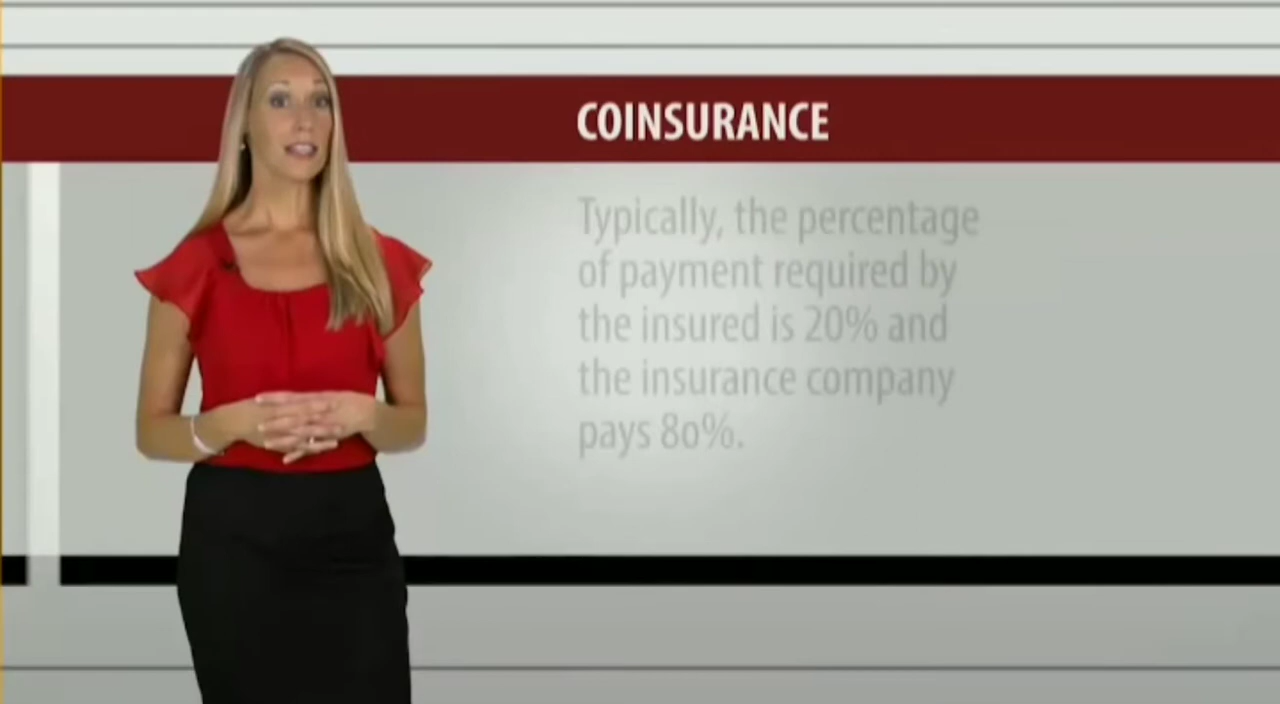 COINSURANCE
Typically, the percentage
of payment required by
the insured is 20% and
the insurance company
pays 80%.